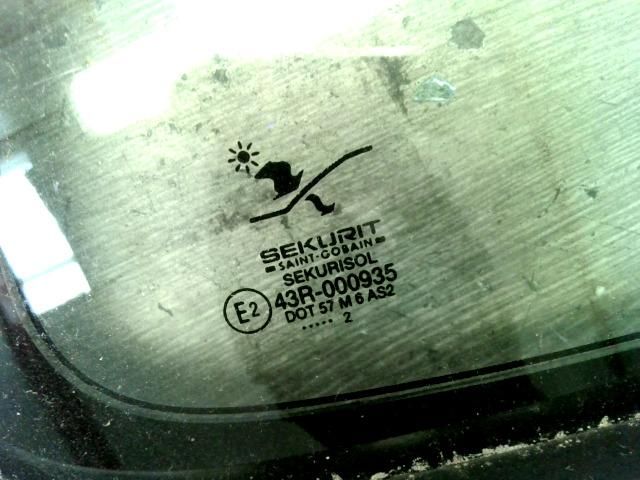 SEKURIT
SAINT-GOBAIN
SEKURISOL
E2 43R-000935
DOT 57 M 6 AS2
..... 2